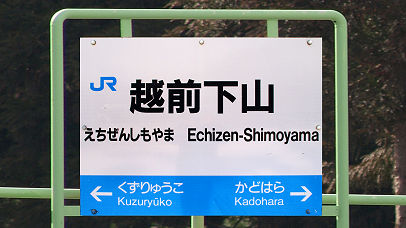 JR 越前下山
えちぜんしもやま Echizen-Shimoyama
← くずりゅうこ かどはら →
Kuzuryūko Kadohara